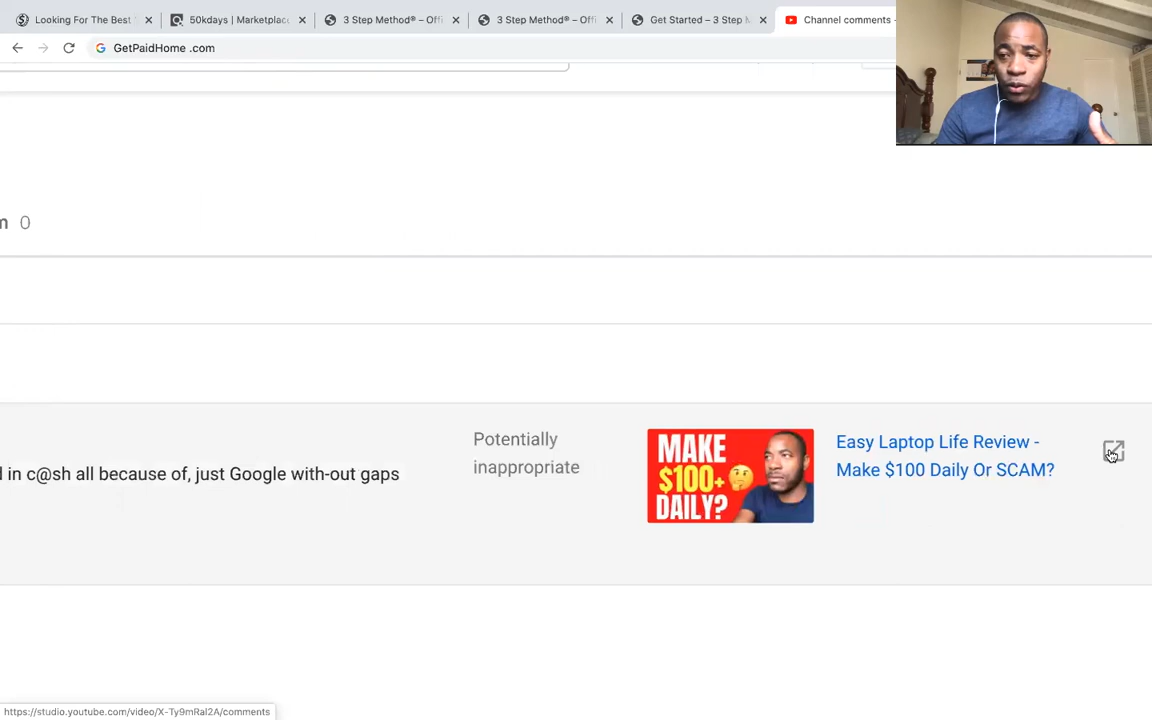 Looking For The Best
50kdays | Marketplac
3 Step Method® – Offi
3 Step Method® – Offi
Get Started – 3 Step M
Channel comments -
GetPaidHome .com
m 0
Potentially
inappropriate
d in c@sh all because of, just Google with-out gaps
MAKE
$100+
DAILY?
Easy Laptop Life Review -
Make $100 Daily Or SCAM?
https://studio.youtube.com/video/X-Ty9mRaI2A/comments